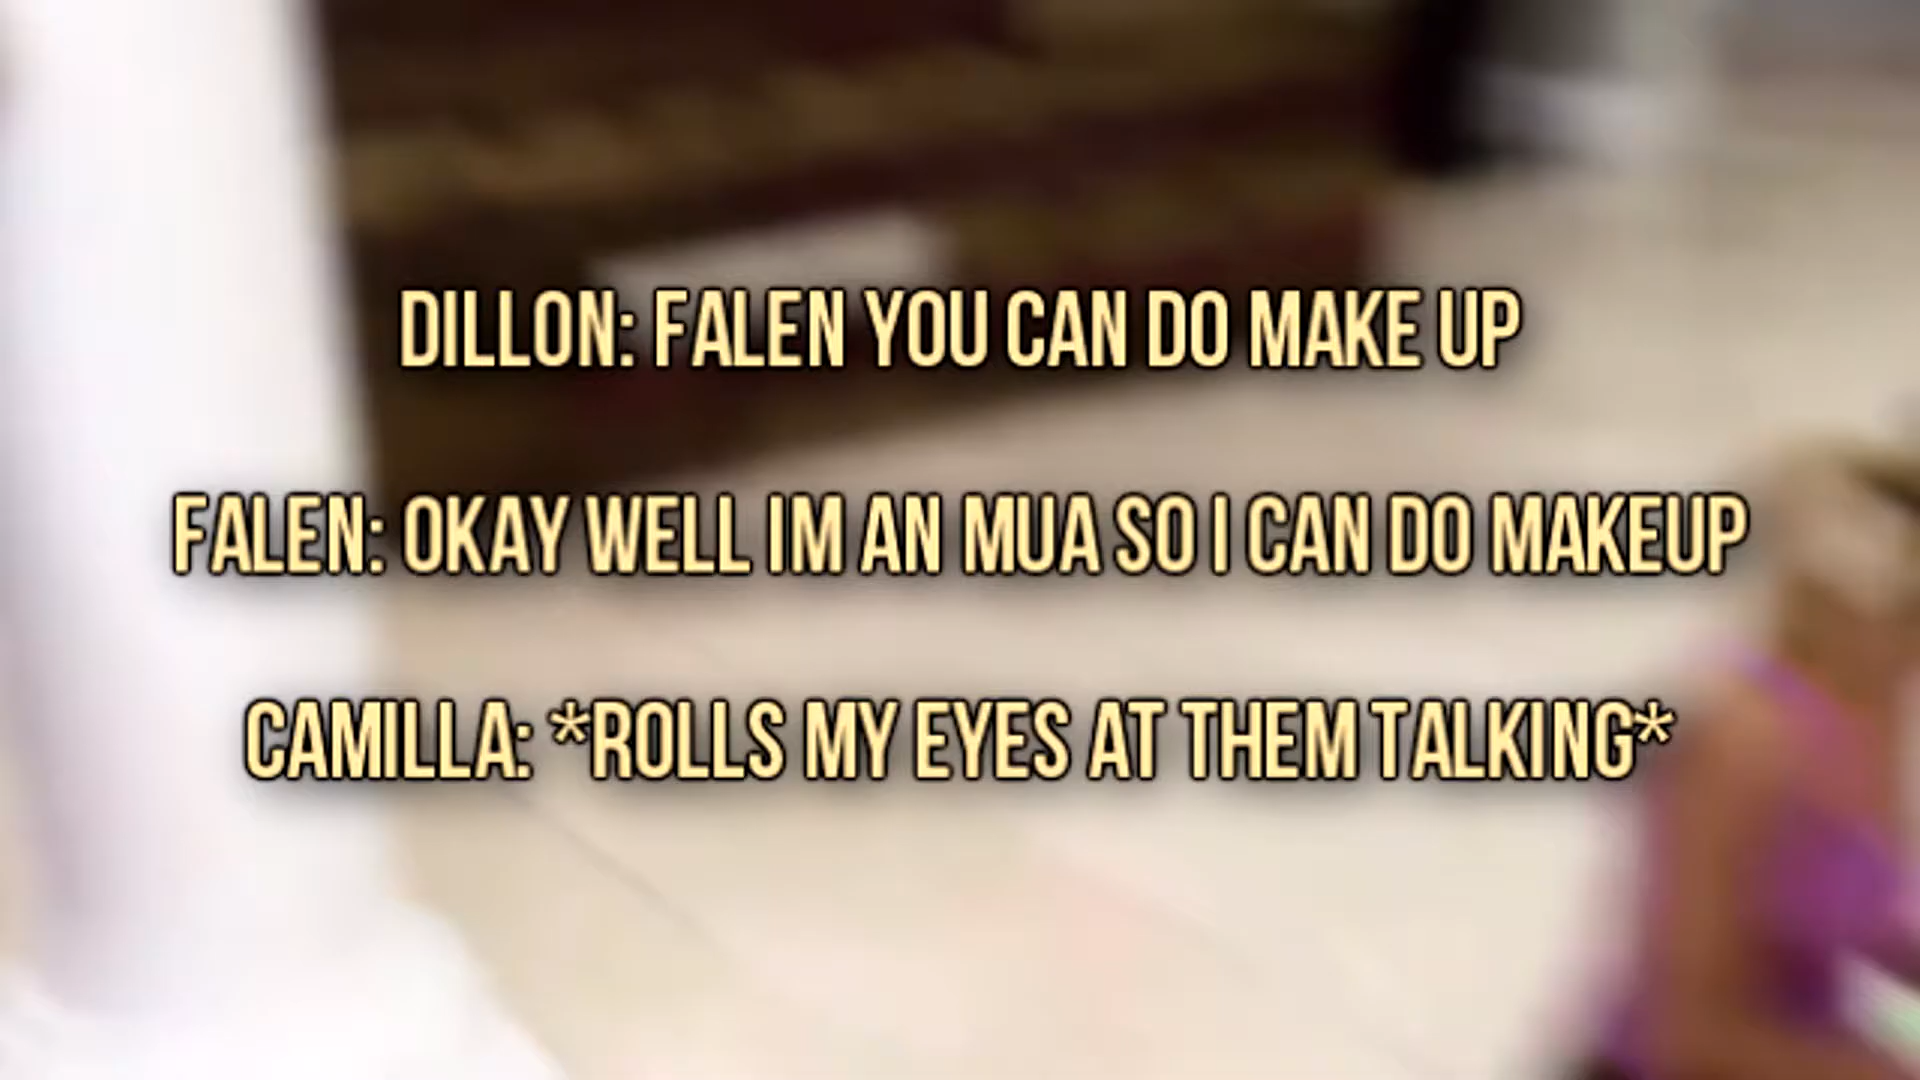 DILLON: FALEN YOU CAN DO MAKE UP
FALEN: OKAY WELL IM AN MUA SO I CAN DO MAKEUP
CAMILLA: *ROLLS MY EYES AT THEM TALKING*